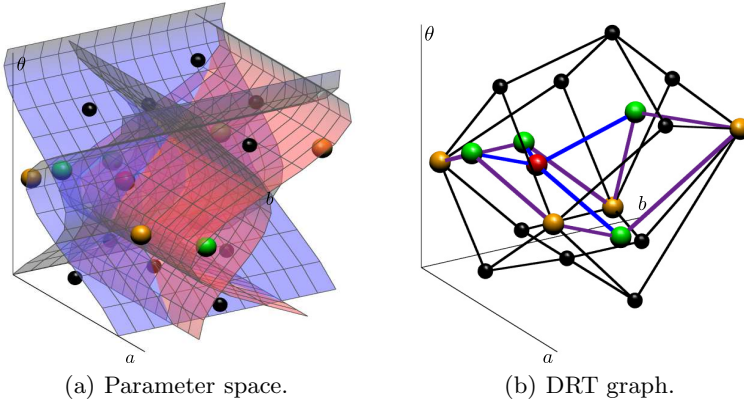 θ
b
a
(a) Parameter space.
θ
b
a
(b) DRT graph.